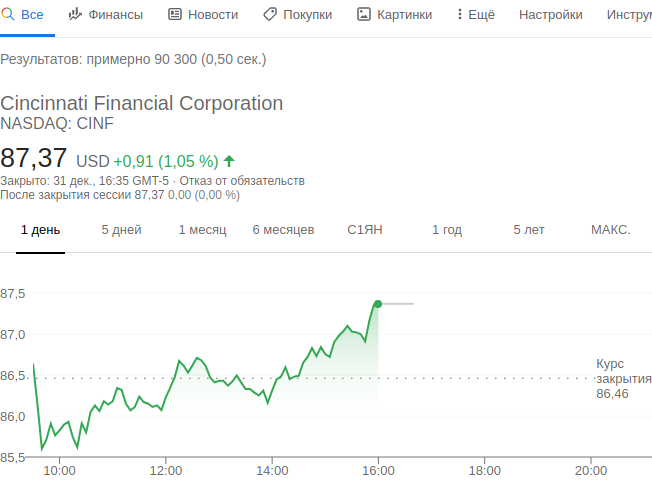 Все Финансы Новости Покупки Картинки Ещё Настройки
Результатов: примерно 90 300 (0,50 сек.)
Cincinnati Financial Corporation
NASDAQ: CINF
87,37 USD +0,91 (1,05 %)
Закрыто: 31 дек., 16:35 GMT-5 · Отказ от обязательств
После закрытия сессии 87,37 0,00 (0,00 %)
1 день 5 дней 1 месяц 6 месяцев С1ЯН 1 год 5 лет МАКС.
87,5
87,0
86,5
86,0
85,5
Курс
закрытия
86,46
10:00 12:00 14:00 16:00 18:00 20:00